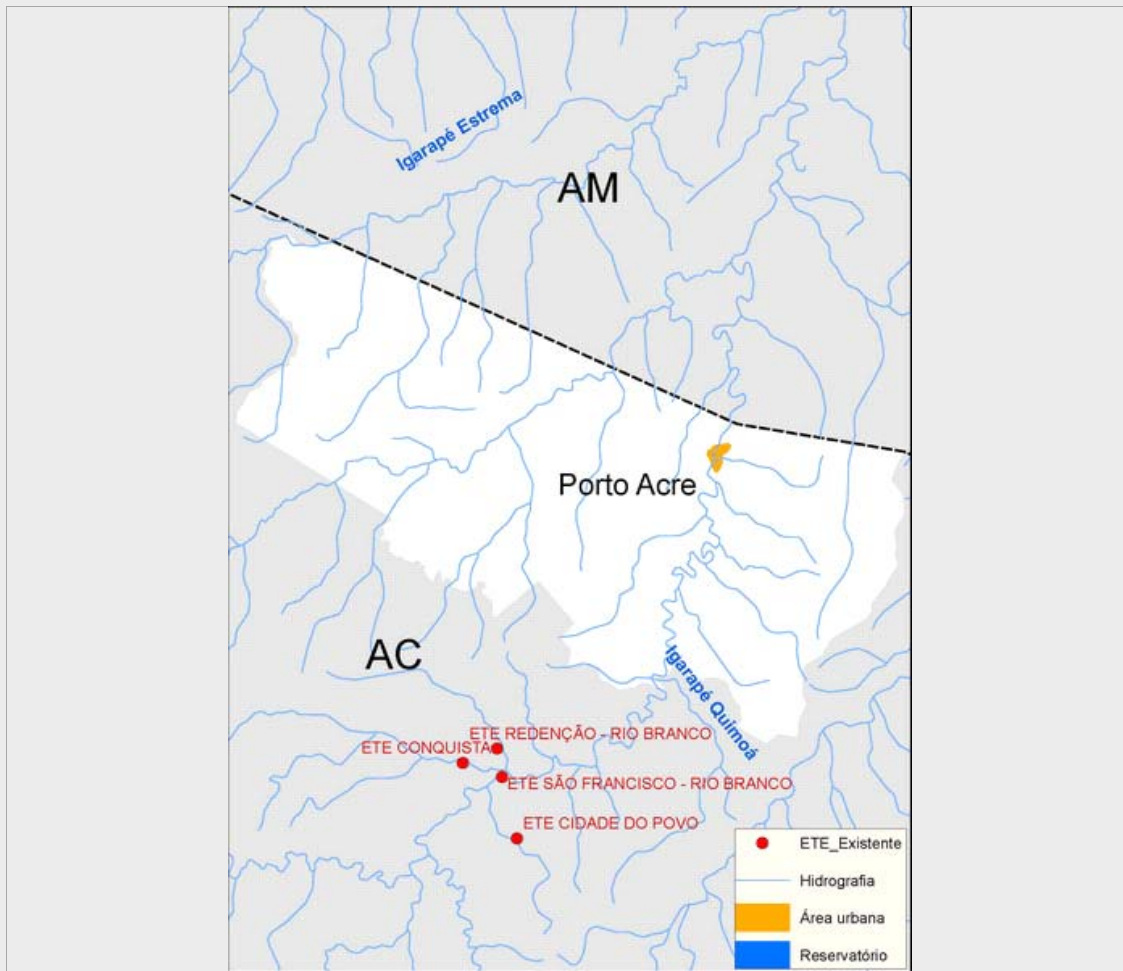 Igarapé Estrema
AM
Porto Acre
AC
Igarapé Quimoá
ETE REDENÇÃO - RIO BRANCO
ETE CONQUISTA
ETE SÃO FRANCISCO - RIO BRANCO
ETE CIDADE DO POVO
ETE_Existente
Hidrografia
Área urbana
Reservatório